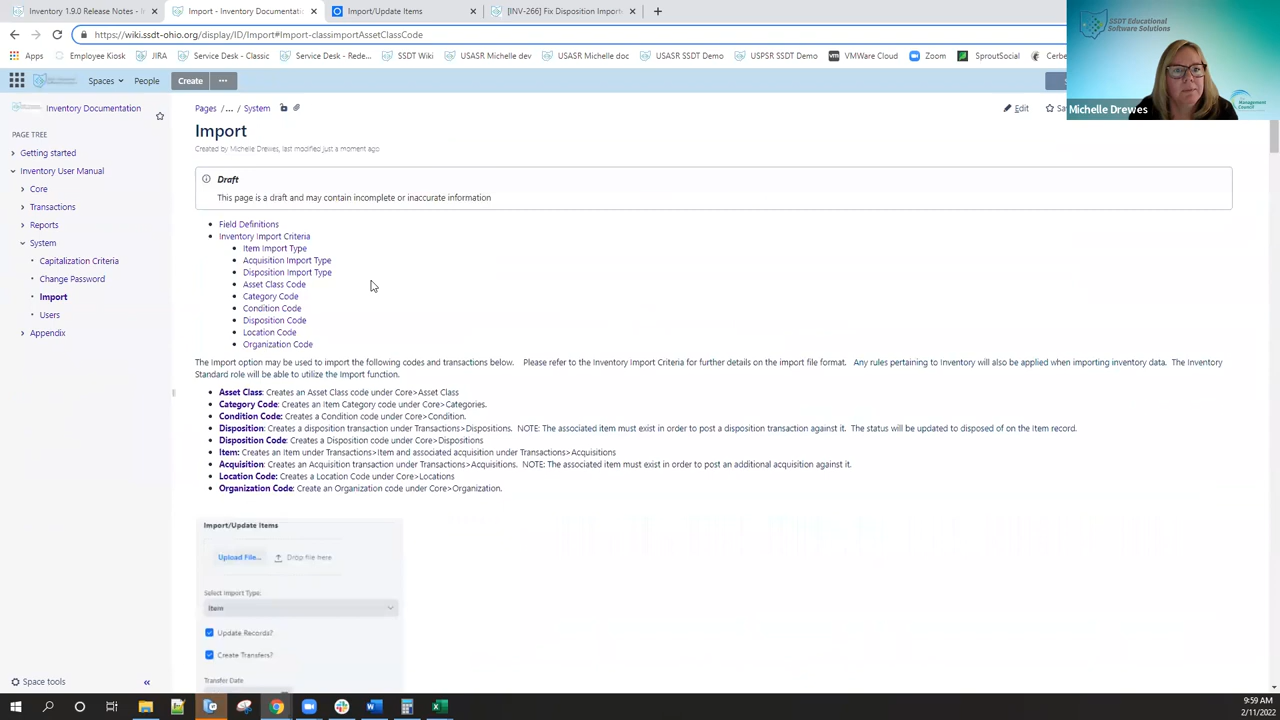 Inventory 1.9.0 Release Notes -
Import - Inventory Documentati
Import/Update Items
[INV-266] Fix Disposition Import
https://wiki.ssdt-ohio.org/display/ID/Import#Import-classimportAssetClassCode
Apps Employee Kiosk JIRA Service Desk - Classic Service Desk - Rede... SSDT Wiki USASR Michelle dev USASR Michelle doc USASR SSDT Demo USPSR SSDT Demo VMWare Cloud Zoom SproutSocial Cerbe
SSDT Educational
Software Solutions
Management
Council
Michelle Drewes
Spaces People Create ...
Inventory Documentation
PAGE TREE
Getting started
Inventory User Manual
Core
Transactions
Reports
System
Capitalization Criteria
Change Password
Import
Users
Appendix
Space tools
Pages /... / System
Edit
Sa
Import
Created by Michelle Drewes, last modified just a moment ago
Draft
This page is a draft and may contain incomplete or inaccurate information
Field Definitions
Inventory Import Criteria
Item Import Type
Acquisition Import Type
Disposition Import Type
Asset Class Code
Category Code
Condition Code
Disposition Code
Location Code
Organization Code
The Import option may be used to import the following codes and transactions below. Please refer to the Inventory Import Criteria for further details on the import file format. Any rules pertaining to Inventory will also be applied when importing inventory data. The Inventory
Standard role will be able to utilize the Import function.
Asset Class: Creates an Asset Class code under Core>Asset Class
Category Code: Creates an Item Category code under Core>Categories.
Condition Code: Creates a Condition code under Core>Condition.
Disposition: Creates a disposition transaction under Transactions>Dispositions. NOTE: The associated item must exist in order to post a disposition transaction against it. The status will be updated to disposed of on the Item record.
Disposition Code: Creates a Disposition code under Core>Dispositions
Item: Creates an Item under Transactions>Item and associated acquisition under Transactions>Acquisitions
Acquisition: Creates an Acquisition transaction under Transactions>Acquisitions. NOTE: The associated item must exist in order to post an additional acquisition against it.
Location Code: Creates a Location Code under Core>Locations
Organization Code: Create an Organization code under Core>Organization.
Import/Update Items
Upload File... Drop file here
Select Import Type:
Item
Update Records?
Create Transfers?
Transfer Date
9:59 AM
2/11/2022